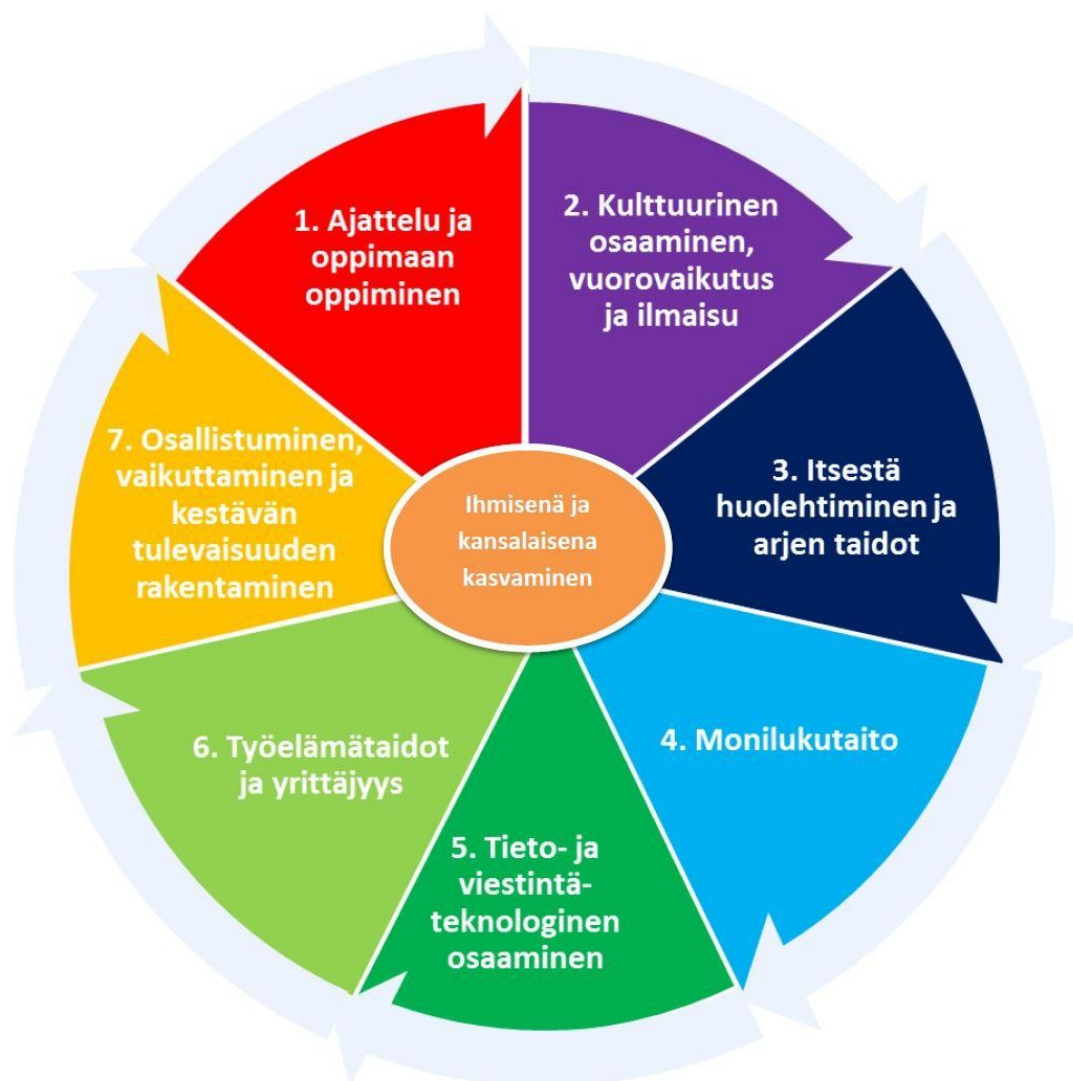 1. Ajattelu ja
oppimaan
oppiminen
2. Kulttuurinen
osaaminen,
vuorovaikutus
ja ilmaisu
3. Itsestä
huolehtiminen ja
arjen taidot
4. Monilukutaito
5. Tieto- ja
viestintä-
teknologinen
osaaminen
6. Työelämätaidot
ja yrittäjyys
7. Osallistuminen,
vaikuttaminen ja
kestävän
tulevaisuuden
rakentaminen
Ihmisenä ja
kansalaisena
kasvaminen